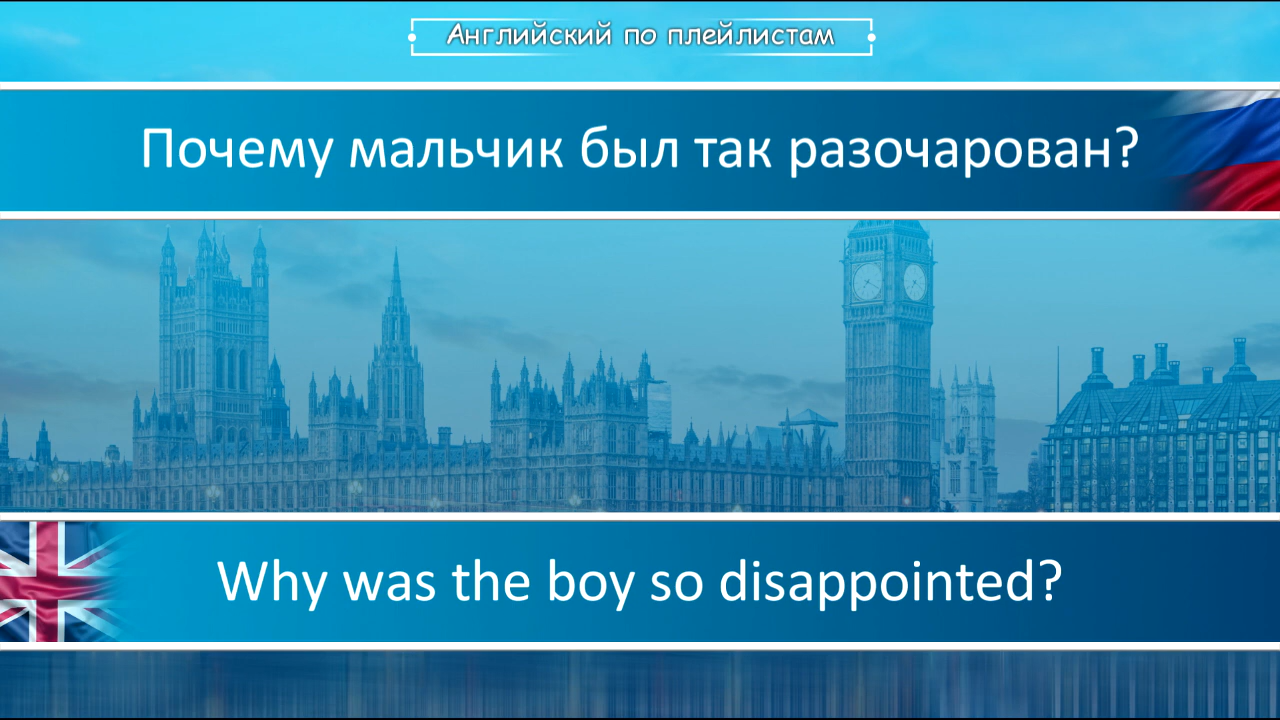 Английский по плейлистам
Почему мальчик был так разочарован?
Why was the boy so disappointed?